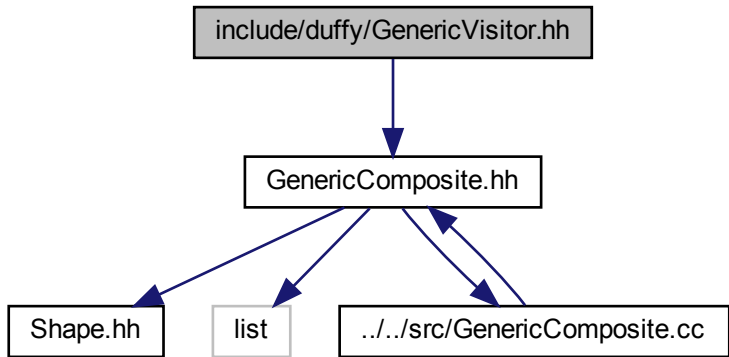 include/duffy/GenericVisitor.hh
GenericComposite.hh
Shape.hh
list
../../src/GenericComposite.cc